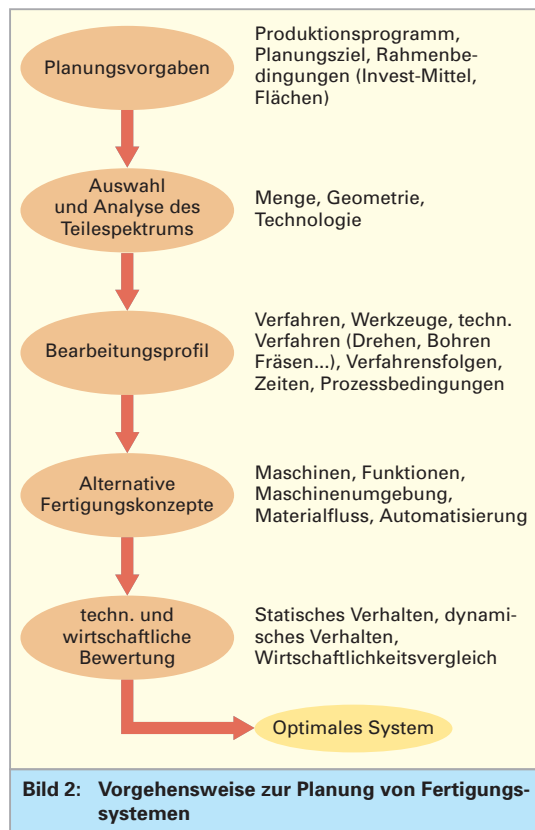 Planungsvorgaben
Produktionsprogramm,
Planungsziel, Rahmenbe-
dingungen (Invest-Mittel,
Flächen)
Auswahl
und Analyse des
Teilespektrums
Menge, Geometrie,
Technologie
Bearbeitungsprofil
Verfahren, Werkzeuge, techn.
Verfahren (Drehen, Bohren
Fräsen...), Verfahrensfolgen,
Zeiten, Prozessbedingungen
Alternative
Fertigungskonzepte
Maschinen, Funktionen,
Maschinenumgebung,
Materialfluss, Automatisierung
techn. und
wirtschaftliche
Bewertung
Statisches Verhalten, dynami-
sches Verhalten,
Wirtschaftlichkeitsvergleich
Optimales System
Bild 2: Vorgehensweise zur Planung von Fertigungs-
systemen